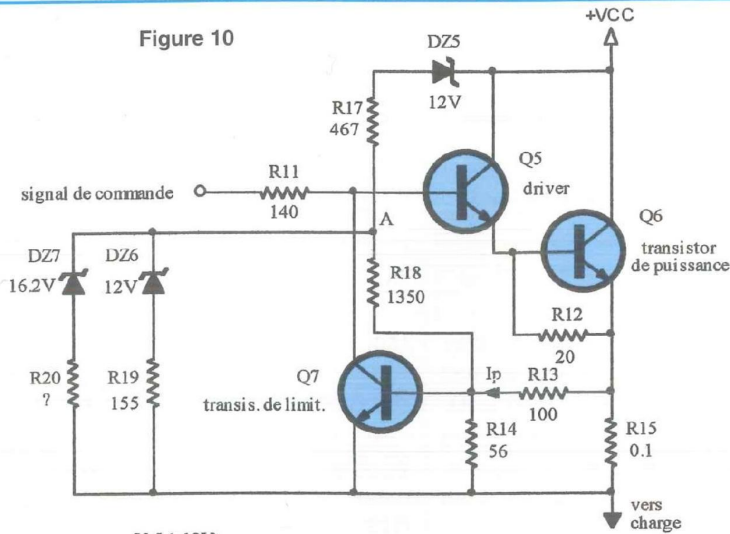 Figure 10
+VCC
DZ5
12V
R17
467
Q5
driver
R11
140
signal de commande
A
Q6
transistor
de puissance
DZ7
16.2V
DZ6
12V
R18
1350
R12
20
R20
?
R19
155
Q7
transis. de limit.
Ip
R13
100
R14
56
R15
0.1
vers
charge